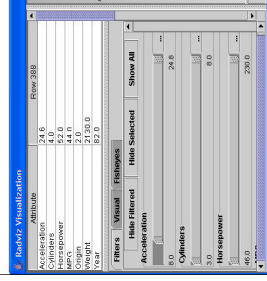 Radviz Visualization
Attribute Row 388
Acceleration 24.6
Cylinders 4.0
Horsepower 52.0
MPG 44.0
Origin 2.0
Weight 2130.0
Year 82.0
Filters Visual Fisheyes
Hide Filtered Hide Selected Show All
Acceleration
8.0 24.8
Cylinders
3.0 8.0
Horsepower
46.0 230.0